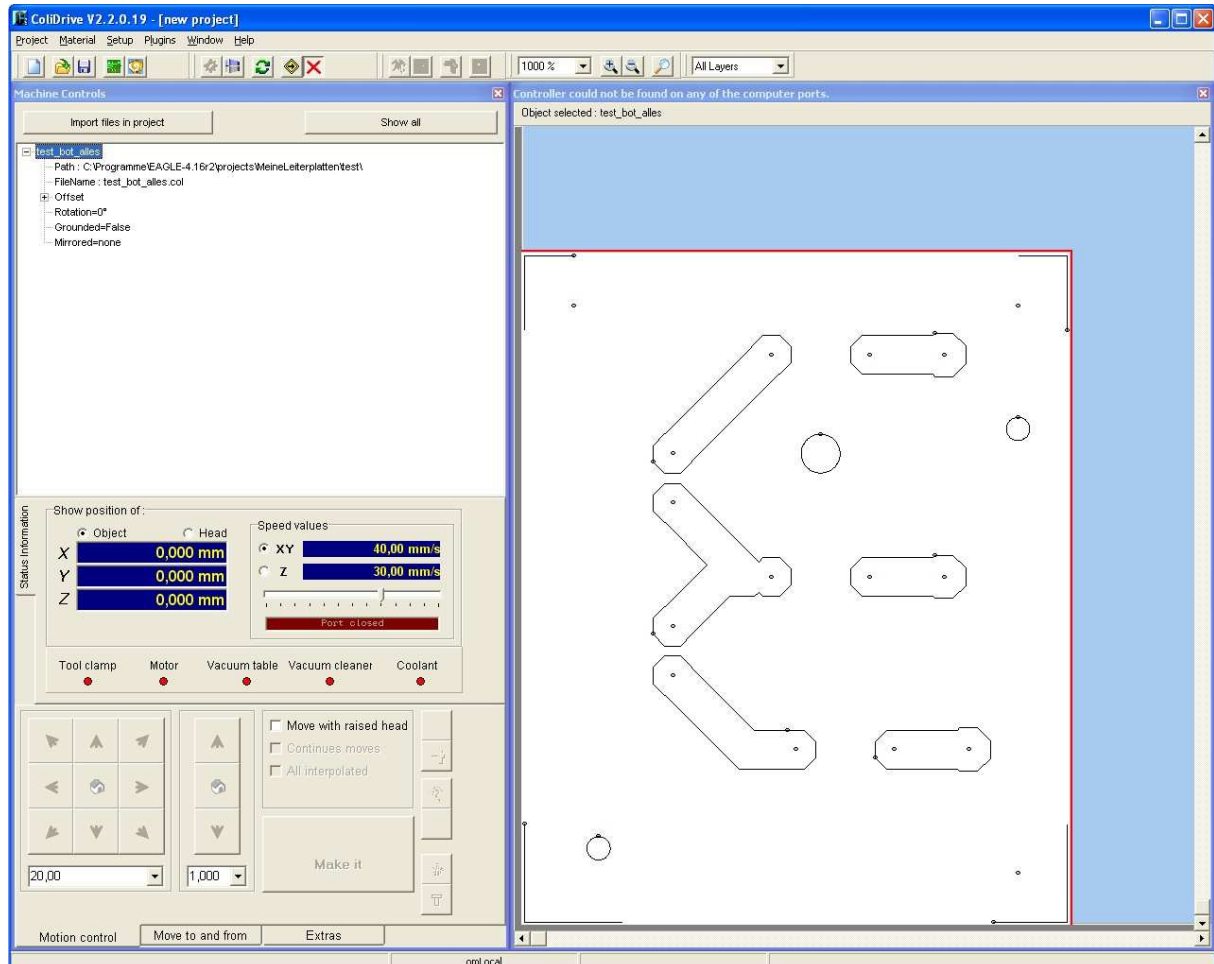 ColiDrive V2.2.0.19 - [new project]
Project Material Setup Plugins Window Help
1000 % All Layers
Machine Controls
Controller could not be found on any of the computer ports.
Import files in project Show all
Object selected : test_bot_alles
test_bot_alles
Path : C:\Programme\EAGLE-4.16r2\projects\MeineLeiterplatten\test\
FileName : test_bot_alles.col
Offset
Rotation=0°
Grounded=False
Mirrored=none
Status Information
Show position of :
Object Head
X 0,000 mm
Y 0,000 mm
Z 0,000 mm
Speed values
XY 40,00 mm/s
Z 30,00 mm/s
Port closed
Tool clamp Motor Vacuum table Vacuum cleaner Coolant
Move with raised head
Continues moves
All interpolated
Make it
20,00 1,000
Motion control Move to and from Extras